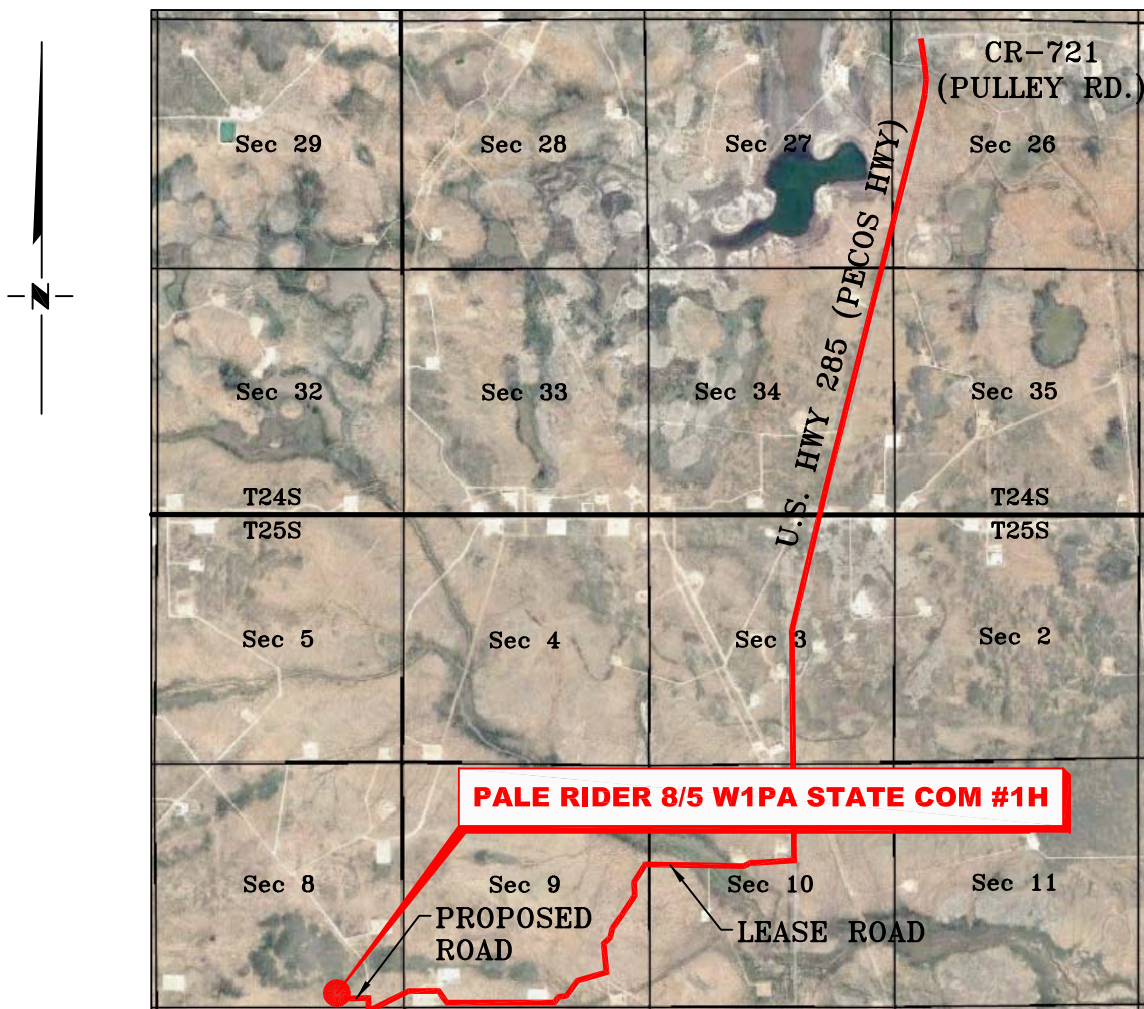 CR-721
(PULLEY RD.)
Sec 29
Sec 28
Sec 27
Sec 26
N
U.S. HWY 285 (PECOS HWY)
Sec 32
Sec 33
Sec 34
Sec 35
T24S
T24S
T25S
T25S
Sec 5
Sec 4
Sec 3
Sec 2
PALE RIDER 8/5 W1PA STATE COM #1H
Sec 8
Sec 9
Sec 10
Sec 11
PROPOSED
ROAD
LEASE ROAD